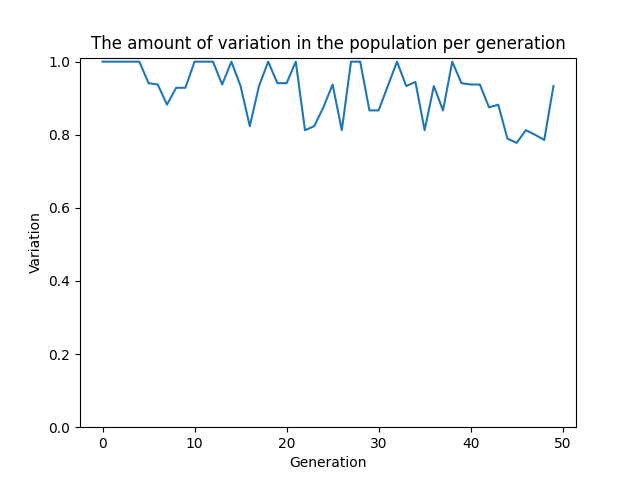 The amount of variation in the population per generation
1.0
0.8
0.6
0.4
0.2
0.0
Variation
0 10 20 30 40 50
Generation